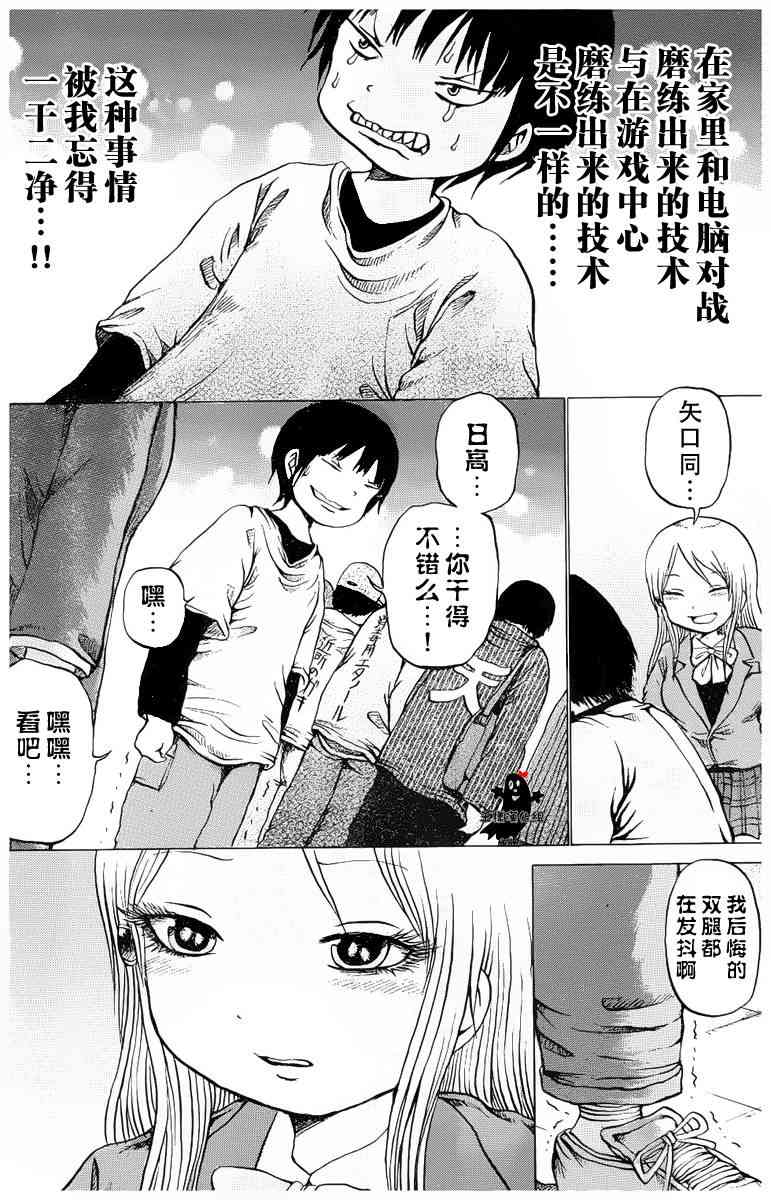 在家里和电脑对战
磨练出来的技术
与在游戏中心
磨练出来的技术
是不一样的……
这种事情
被我忘得
一干二净…!!
矢口同…
日高…
…你干得
不错么…!
嘿…
嘿嘿…
看吧…
我后悔的
双腿都
在发抖啊